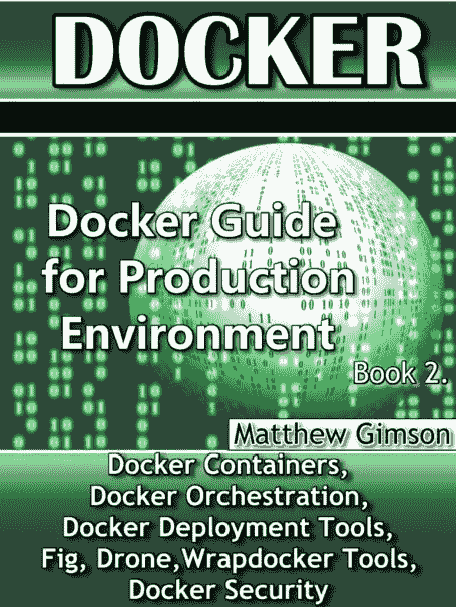 DOCKER
Docker Guide
for Production
Environment
Book 2.
Matthew Gimson
Docker Containers,
Docker Orchestration,
Docker Deployment Tools,
Fig, Drone,Wrapdocker Tools,
Docker Security